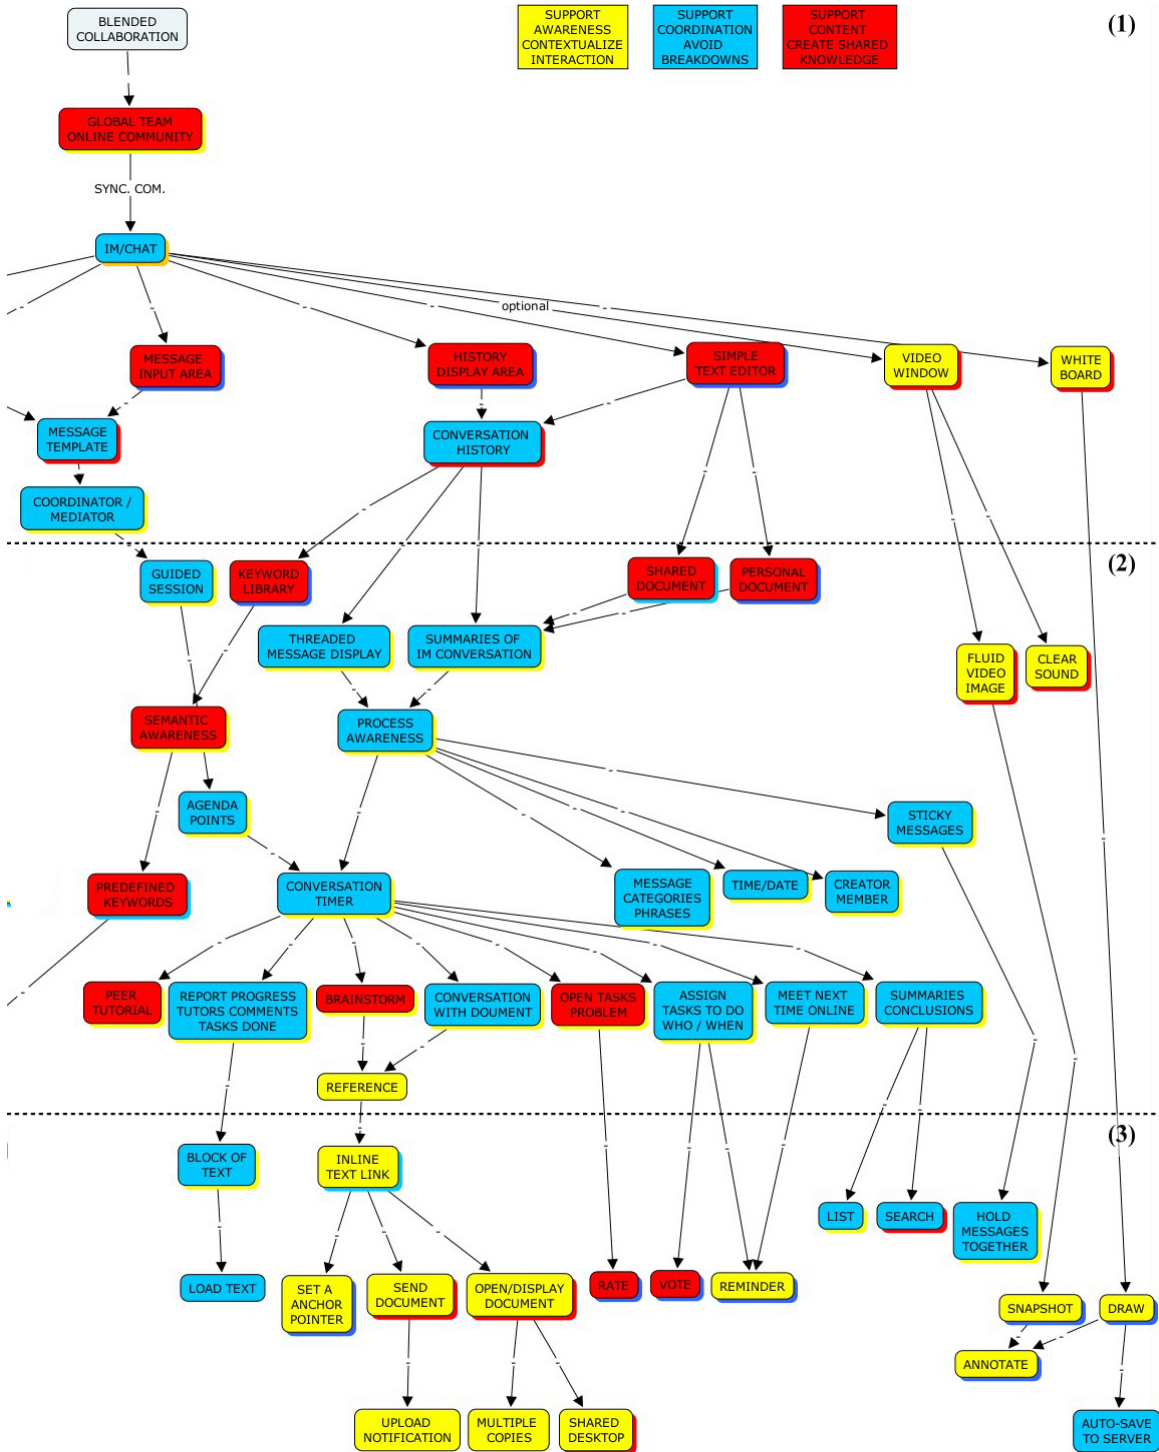 BLENDED
COLLABORATION
SUPPORT
AWARENESS
CONTEXTUALIZE
INTERACTION
SUPPORT
COORDINATION
AVOID
BREAKDOWNS
SUPPORT
CONTENT
CREATE SHARED
KNOWLEDGE
(1)
GLOBAL TEAM
ONLINE COMMUNITY
SYNC. COM.
IM/CHAT
optional
MESSAGE
INPUT AREA
HISTORY
DISPLAY AREA
SIMPLE
TEXT EDITOR
VIDEO
WINDOW
WHITE
BOARD
MESSAGE
TEMPLATE
CONVERSATION
HISTORY
COORDINATOR /
MEDIATOR
(2)
GUIDED
SESSION
KEYWORD
LIBRARY
SHARED
DOCUMENT
PERSONAL
DOCUMENT
THREADED
MESSAGE DISPLAY
SUMMARIES OF
IM CONVERSATION
FLUID
VIDEO
IMAGE
CLEAR
SOUND
SEMANTIC
AWARENESS
PROCESS
AWARENESS
AGENDA
POINTS
STICKY
MESSAGES
PREDEFINED
KEYWORDS
CONVERSATION
TIMER
MESSAGE
CATEGORIES
PHRASES
TIME/DATE
CREATOR
MEMBER
PEER
TUTORIAL
REPORT PROGRESS
TUTORS COMMENTS
TASKS DONE
BRAINSTORM
CONVERSATION
WITH DOUMENT
OPEN TASKS
PROBLEM
ASSIGN
TASKS TO DO
WHO / WHEN
MEET NEXT
TIME ONLINE
SUMMARIES
CONCLUSIONS
REFERENCE
(3)
BLOCK OF
TEXT
INLINE
TEXT LINK
LIST
SEARCH
HOLD
MESSAGES
TOGETHER
LOAD TEXT
SET A
ANCHOR
POINTER
SEND
DOCUMENT
OPEN/DISPLAY
DOCUMENT
RATE
VOTE
REMINDER
SNAPSHOT
DRAW
ANNOTATE
UPLOAD
NOTIFICATION
MULTIPLE
COPIES
SHARED
DESKTOP
AUTO-SAVE
TO SERVER